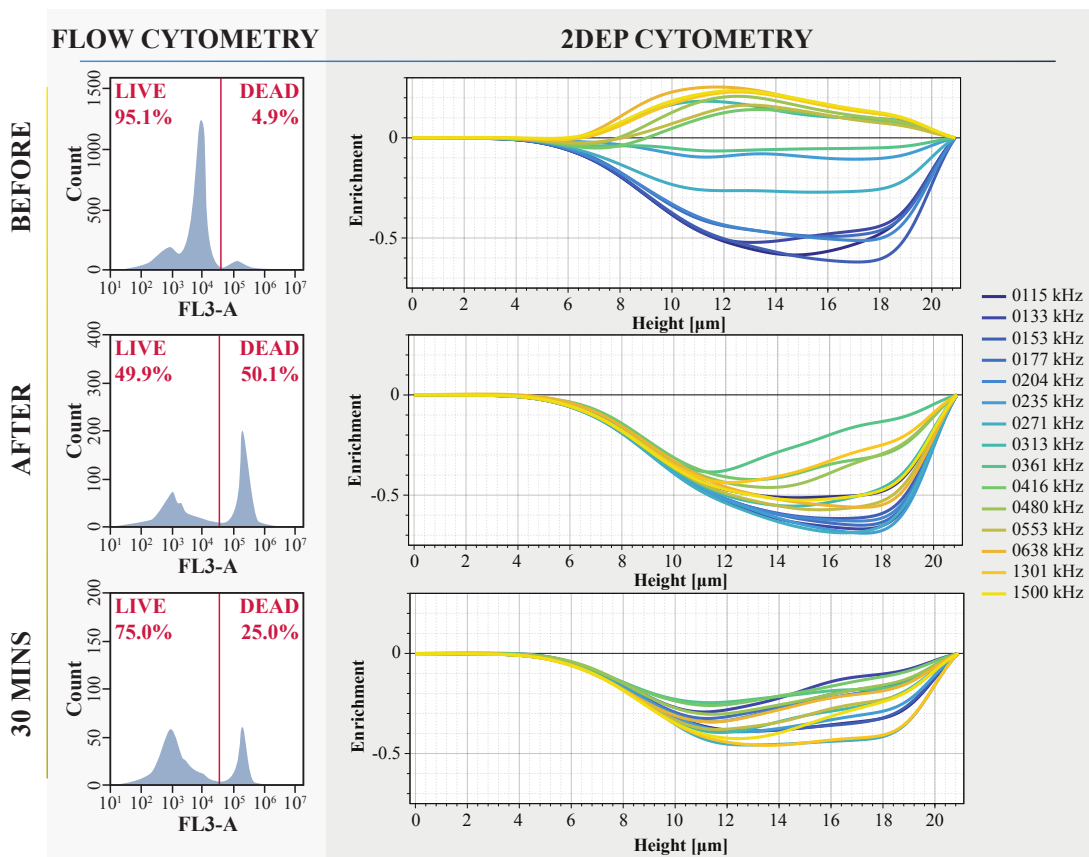 FLOW CYTOMETRY
2DEP CYTOMETRY
BEFORE
LIVE
95.1%
DEAD
4.9%
Count
1500
1000
500
0
10¹ 10² 10³ 10⁴ 10⁵ 10⁶ 10⁷
FL3-A
Enrichment
0
-0.5
0 2 4 6 8 10 12 14 16 18 20
Height [µm]
AFTER
LIVE
49.9%
DEAD
50.1%
Count
400
300
200
100
0
10¹ 10² 10³ 10⁴ 10⁵ 10⁶ 10⁷
FL3-A
Enrichment
0
-0.5
0 2 4 6 8 10 12 14 16 18 20
Height [µm]
30 MINS
LIVE
75.0%
DEAD
25.0%
Count
200
150
100
50
0
10¹ 10² 10³ 10⁴ 10⁵ 10⁶ 10⁷
FL3-A
Enrichment
0
-0.5
0 2 4 6 8 10 12 14 16 18 20
Height [µm]
0115 kHz
0133 kHz
0153 kHz
0177 kHz
0204 kHz
0235 kHz
0271 kHz
0313 kHz
0361 kHz
0416 kHz
0480 kHz
0553 kHz
0638 kHz
1301 kHz
1500 kHz